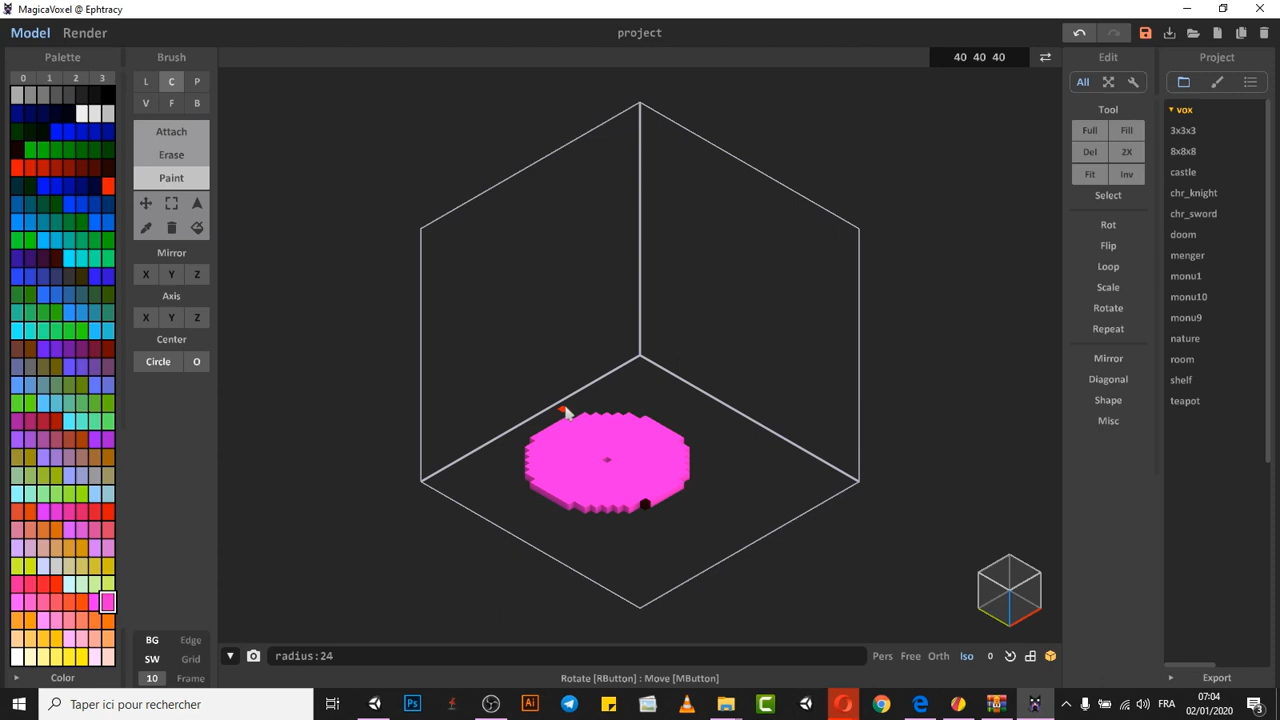 MagicaVoxel @ Ephtracy
Model Render
project
Palette
0 1 2 3
Color
Brush
L C P
V F B
Attach
Erase
Paint
Mirror
X Y Z
Axis
X Y Z
Center
Circle O
BG Edge
SW Grid
10 Frame
40 40 40
radius:24
Pers Free Orth Iso 0
Rotate [RButton] : Move [MButton]
Edit
All
Tool
Full Fill
Del 2X
Fit Inv
Select
Rot
Flip
Loop
Scale
Rotate
Repeat
Mirror
Diagonal
Shape
Misc
Project
vox
3x3x3
8x8x8
castle
chr_knight
chr_sword
doom
menger
monu1
monu10
monu9
nature
room
shelf
teapot
Export
Taper ici pour rechercher
Ps
Ai
FRA
07:04
02/01/2020
3